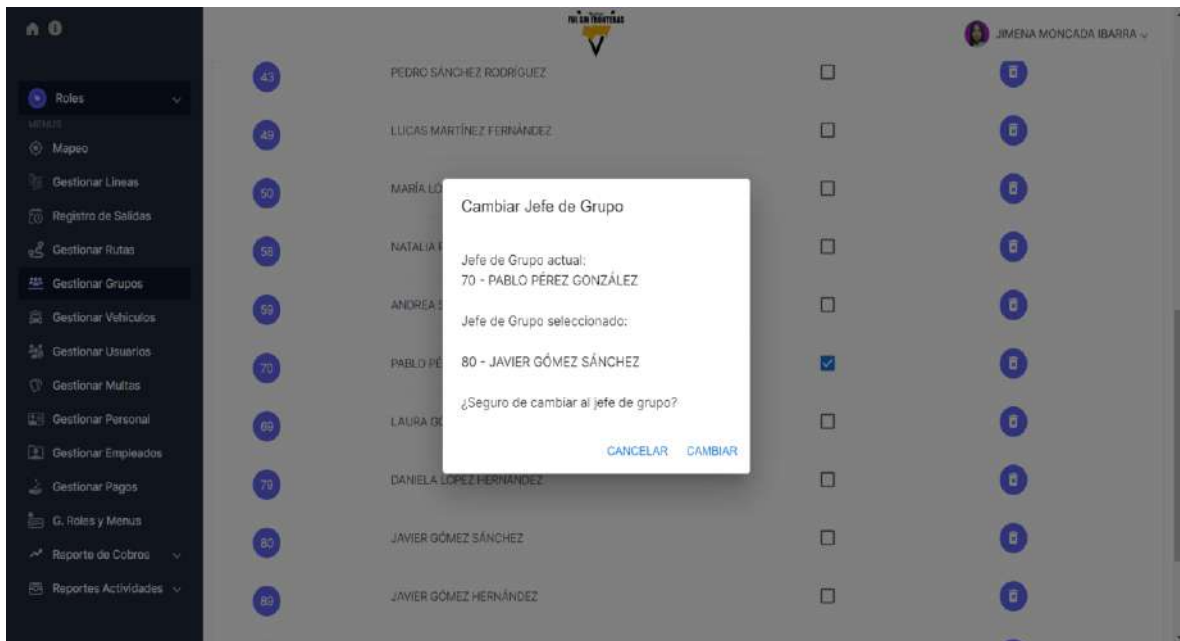 FUL SIN FRONTERAS
JIMENA MONCADA IBARRA
Roles
MENUS
Mapeo
Gestionar Lineas
Registro de Salidas
Gestionar Rutas
Gestionar Grupos
Gestionar Vehiculos
Gestionar Usuarios
Gestionar Multas
Gestionar Personal
Gestionar Empleados
Gestionar Pagos
G. Roles y Menus
Reporte de Cobros
Reportes Actividades
43 PEDRO SÁNCHEZ RODRÍGUEZ
49 LUCAS MARTÍNEZ FERNÁNDEZ
50 MARÍA LO
58 NATALIA
59 ANDREA
70 PABLO PÉ
69 LAURA
79 DANIELA LÓPEZ HERNÁNDEZ
80 JAVIER GÓMEZ SÁNCHEZ
89 JAVIER GÓMEZ HERNÁNDEZ
Cambiar Jefe de Grupo
Jefe de Grupo actual:
70 - PABLO PÉREZ GONZÁLEZ
Jefe de Grupo seleccionado:
80 - JAVIER GÓMEZ SÁNCHEZ
¿Seguro de cambiar al jefe de grupo?
CANCELAR CAMBIAR